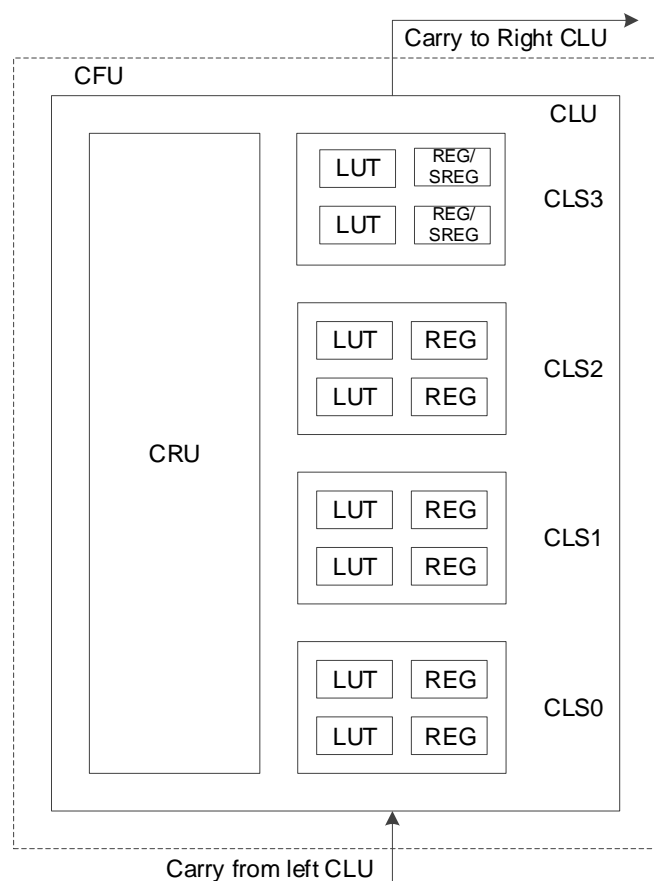 Carry to Right CLU
CFU
CLU
LUT REG/
SREG
LUT REG/
SREG
CLS3
LUT REG
LUT REG
CLS2
CRU
LUT REG
LUT REG
CLS1
LUT REG
LUT REG
CLS0
Carry from left CLU